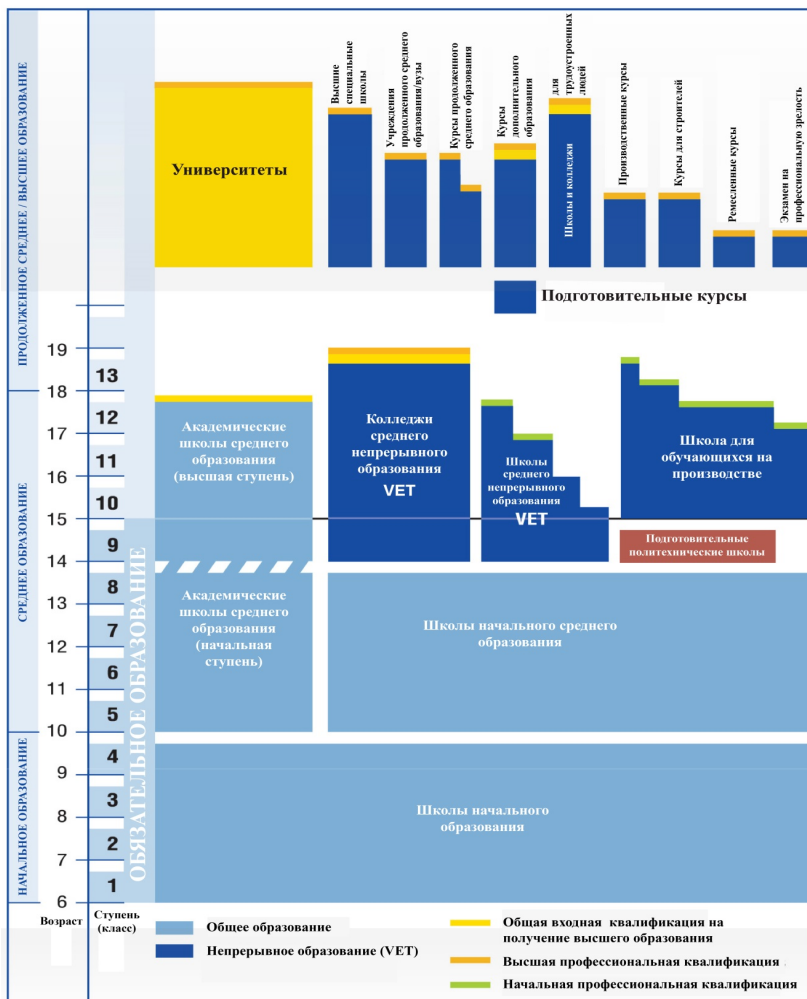 ПРОДОЛЖЕННОЕ СРЕДНЕЕ / ВЫСШЕЕ ОБРАЗОВАНИЕ
СРЕДНЕЕ ОБРАЗОВАНИЕ
НАЧАЛЬНОЕ ОБРАЗОВАНИЕ
19
18
17
16
15
14
13
12
11
10
9
8
7
6
Возраст
13
12
11
10
9
8
7
6
5
4
3
2
1
Ступень
(класс)
ОБЯЗАТЕЛЬНОЕ ОБРАЗОВАНИЕ
Университеты
Высшие
специальные
школы
Учреждения
продолженного среднего
образования/вузы
Курсы продолженного
среднего образования
Курсы
дополнительного
образования
для
трудоустроенных
людей
Школы и колледжи
Производственные курсы
Курсы для строителей
Ремесленные курсы
Экзамен на
профессиональную зрелость
Подготовительные курсы
Академические
школы среднего
образования
(высшая ступень)
Колледжи
среднего
непрерывного
образования
VET
Школы
среднего
непрерывного
образования
VET
Школа для
обучающихся на
производстве
Подготовительные
политехнические школы
Академические
школы среднего
образования
(начальная
ступень)
Школы начального среднего
образования
Школы начального
образования
Общее образование
Непрерывное образование (VET)
Общая входная квалификация на
получение высшего образования
Высшая профессиональная квалификация
Начальная профессиональная квалификация